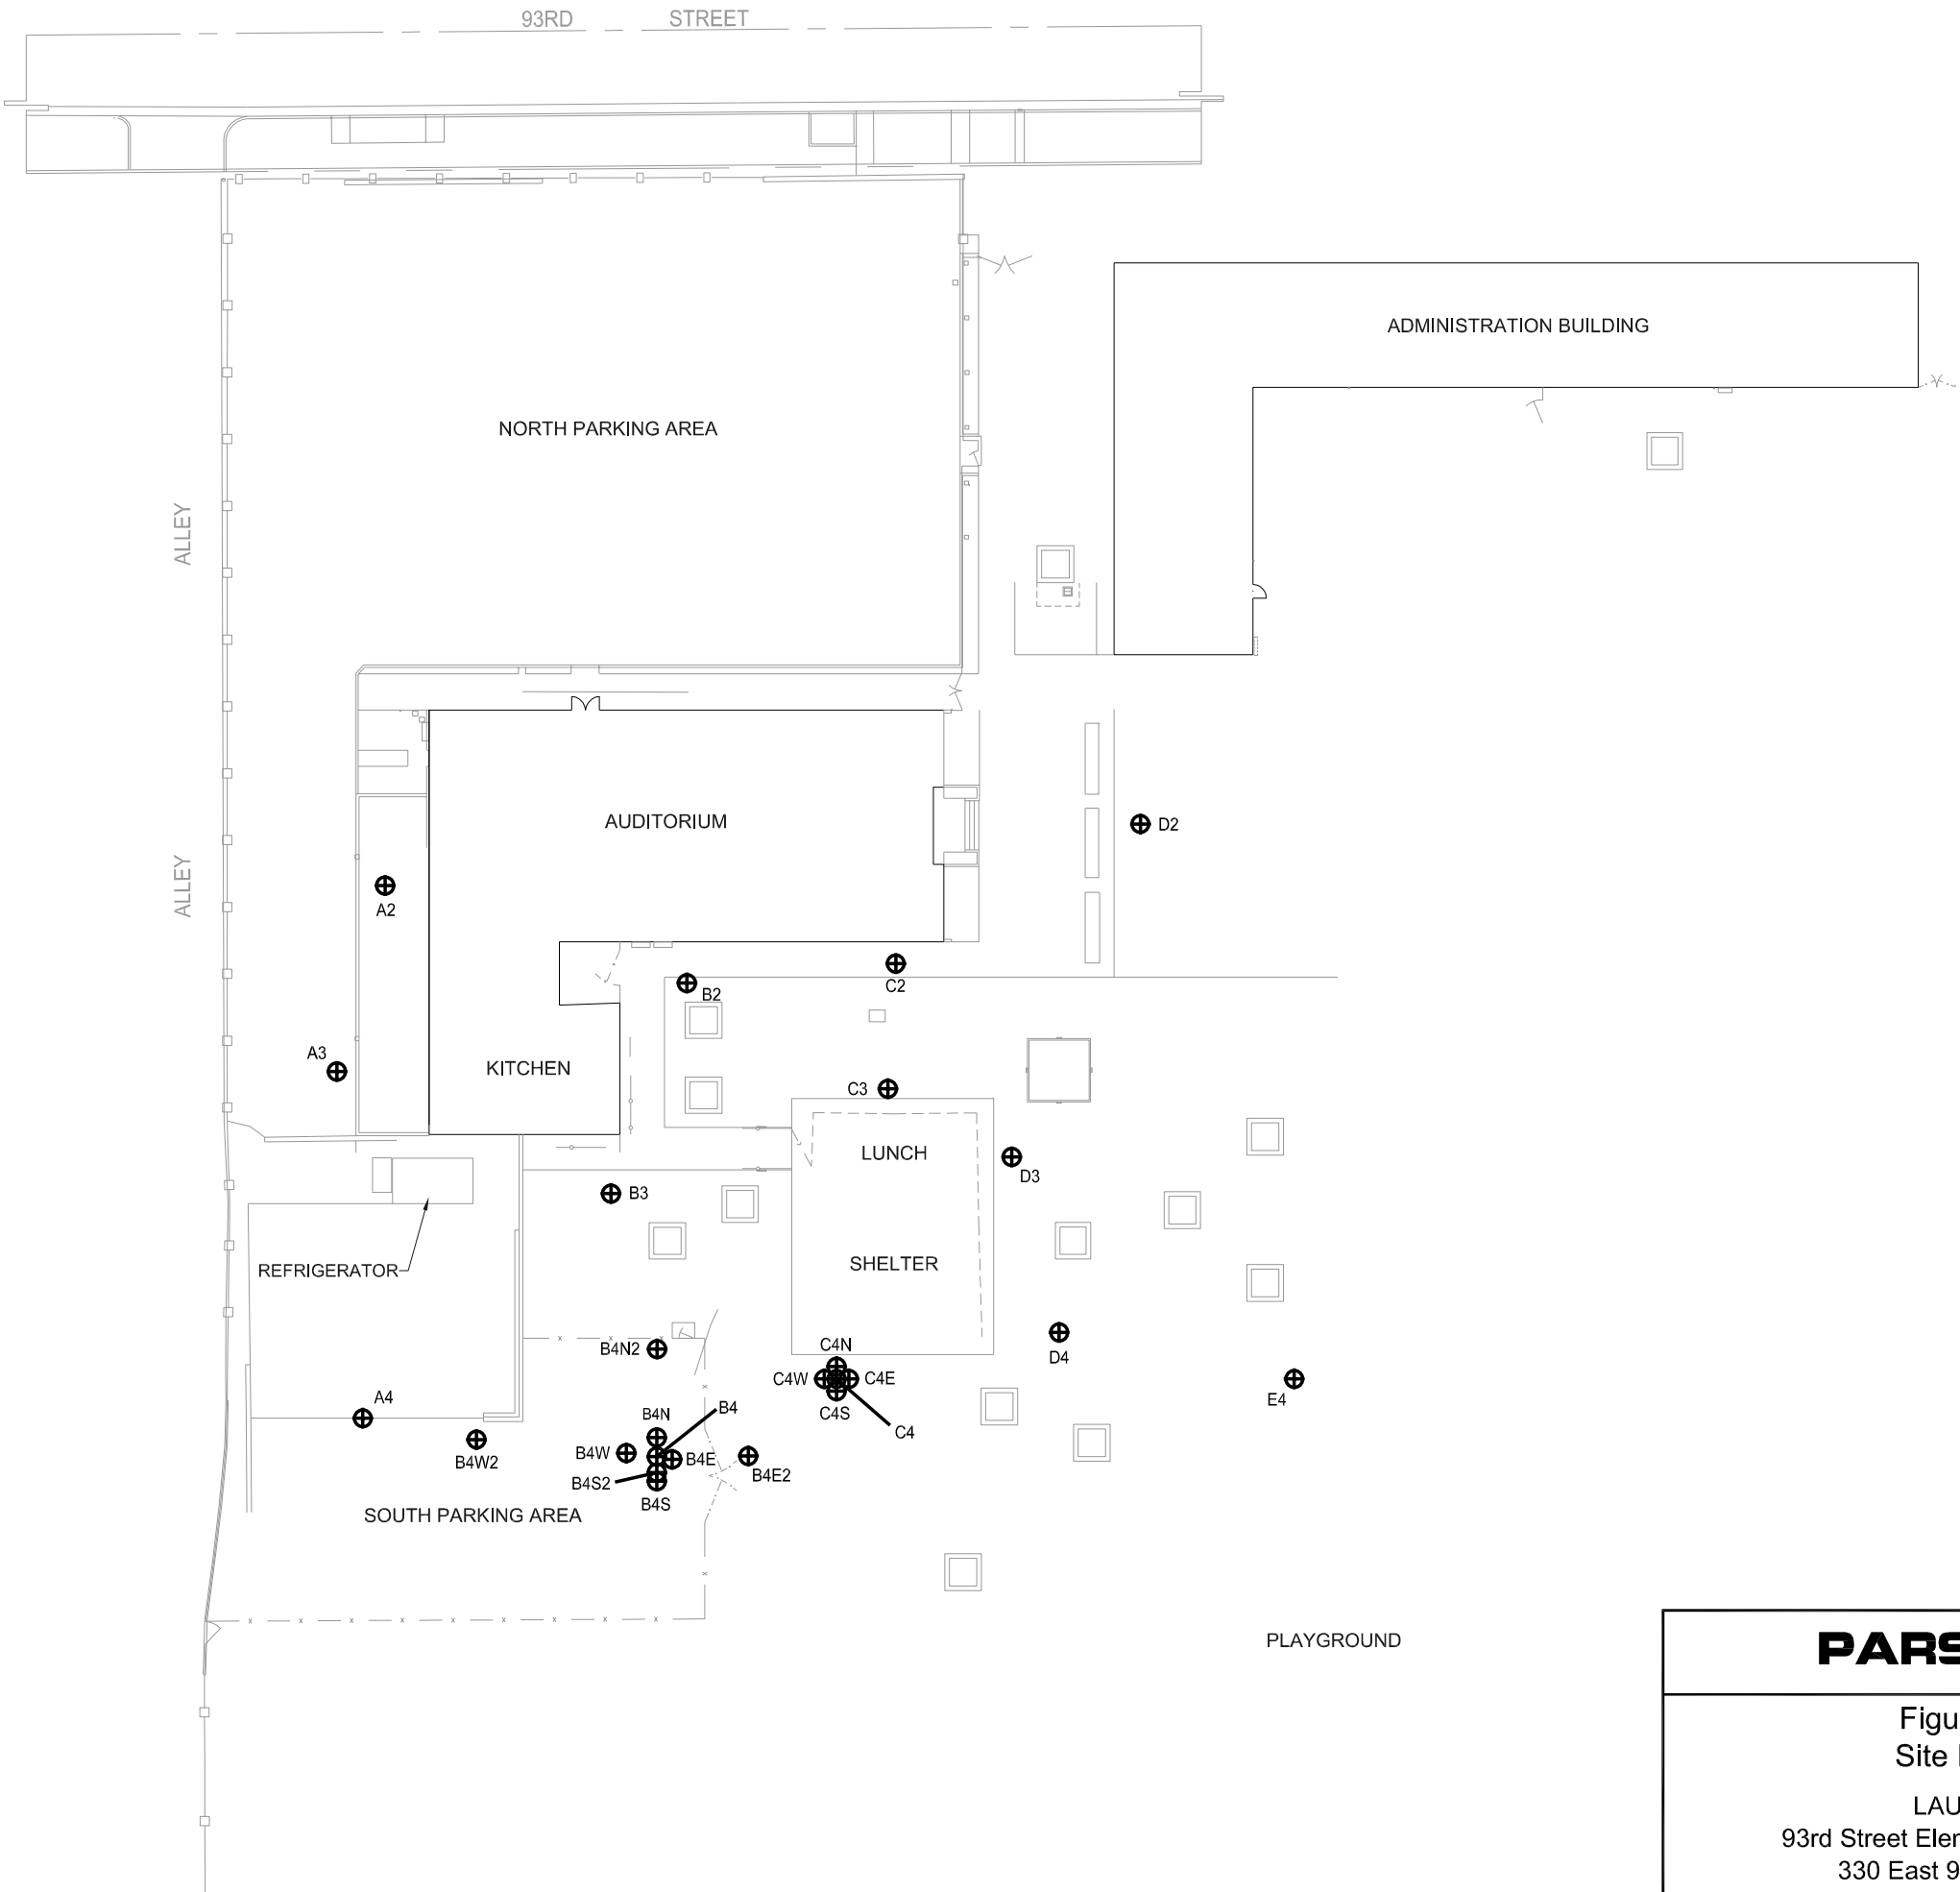 93RD STREET
ADMINISTRATION BUILDING
NORTH PARKING AREA
ALLEY
AUDITORIUM
D2
ALLEY
A2
C2
B2
A3
KITCHEN
C3
LUNCH
D3
B3
SHELTER
REFRIGERATOR
B4N2
C4N
D4
C4W
C4E
E4
A4
C4S
B4N
B4
C4
B4W
B4E
B4W2
B4E2
B4S2
B4S
SOUTH PARKING AREA
PLAYGROUND
PARS
Figu
Site
LAU
93rd Street Eler
330 East 9